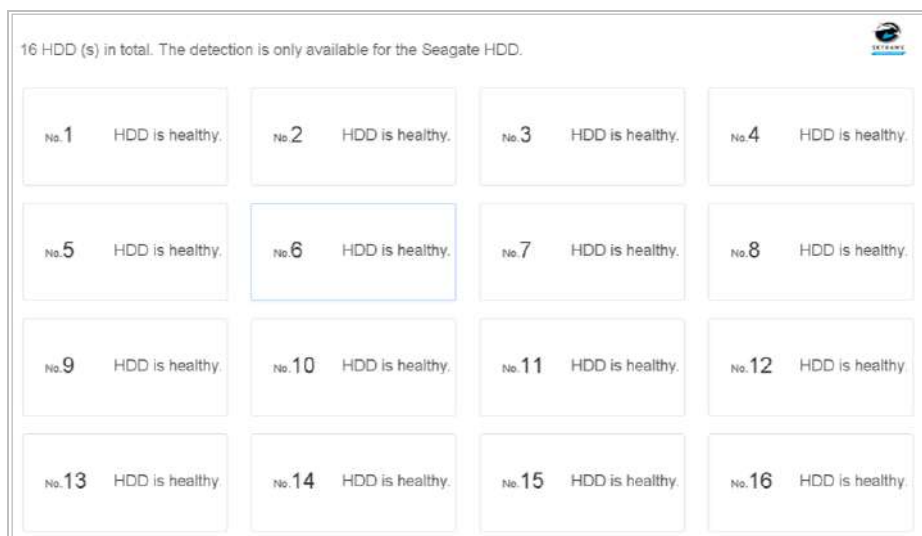 16 HDD (s) in total. The detection is only available for the Seagate HDD.
SKYHAWK
No.1 HDD is healthy.
No.2 HDD is healthy.
No.3 HDD is healthy.
No.4 HDD is healthy.
No.5 HDD is healthy.
No.6 HDD is healthy.
No.7 HDD is healthy.
No.8 HDD is healthy.
No.9 HDD is healthy.
No.10 HDD is healthy.
No.11 HDD is healthy.
No.12 HDD is healthy.
No.13 HDD is healthy.
No.14 HDD is healthy.
No.15 HDD is healthy.
No.16 HDD is healthy.